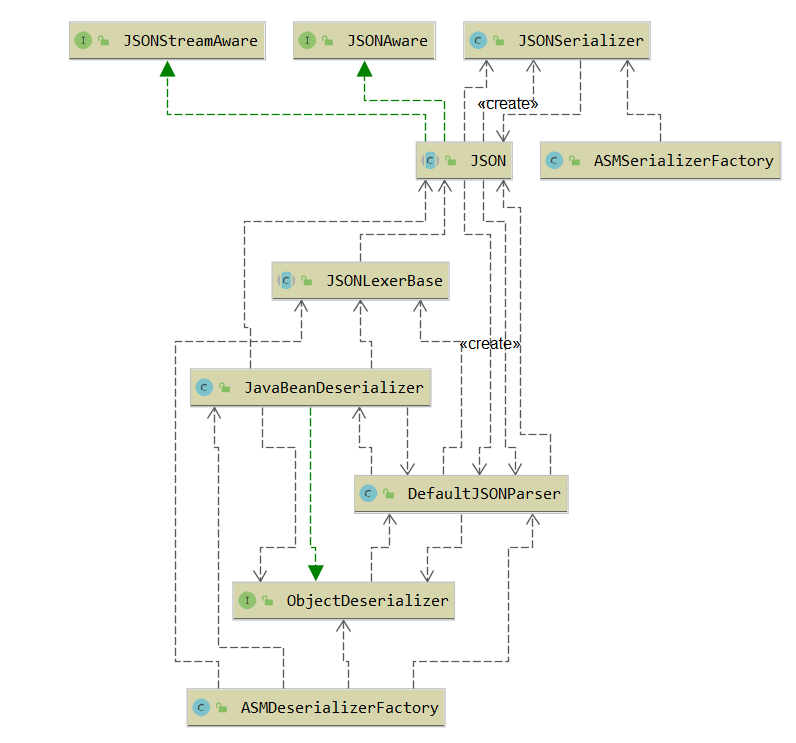 I JSONStreamAware
I JSONAware
C JSONSerializer
«create»
C JSON
C ASMSerializerFactory
C JSONLexerBase
«create»
C JavaBeanDeserializer
C DefaultJSONParser
I ObjectDeserializer
C ASMDeserializerFactory